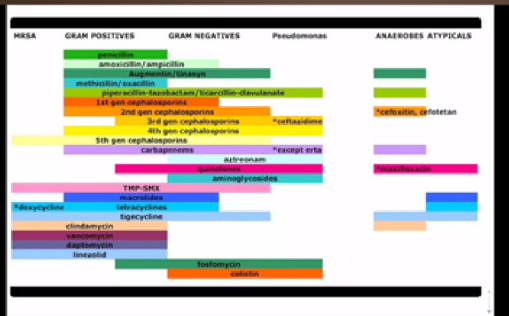 MRSA GRAM POSITIVES GRAM NEGATIVES Pseudomonas ANAEROBES ATYPICALS
penicillin
amoxicillin/ampicillin
Augmentin/Unasyn
methicillin/oxacillin
piperacillin-tazobactam/ticarcillin-clavulanate
1st gen cephalosporins
2nd gen cephalosporins *cefoxitin, cefotetan
3rd gen cephalosporins *ceftazidime
4th gen cephalosporins
5th gen cephalosporins
carbapenems *except erta
aztreonam
quinolones *moxifloxacin
aminoglycosides
TMP-SMX
macrolides
*doxycycline tetracyclines
tigecycline
clindamycin
vancomycin
daptomycin
linezolid
fosfomycin
colistin